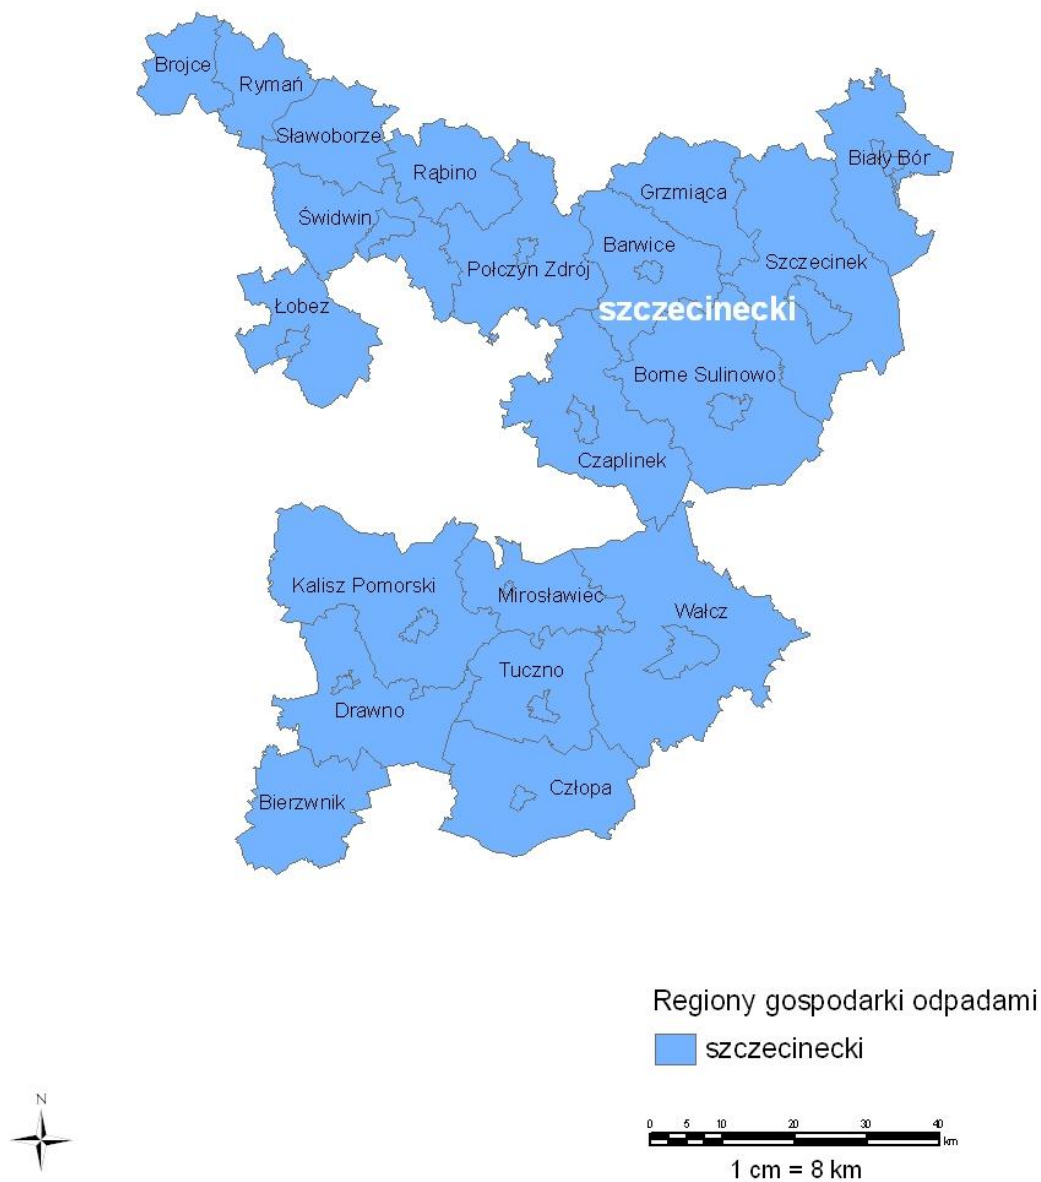 Brojce
Rymań
Sławoborze
Rąbino
Biały Bór
Grzmiąca
Świdwin
Barwice
Szczecinek
Połczyn Zdrój
Łobez
szczecinecki
Borne Sulinowo
Czaplinek
Kalisz Pomorski
Mirosławiec
Wałcz
Tuczno
Drawno
Człopa
Bierzwnik
Regiony gospodarki odpadami
szczecinecki
N
0 5 10 20 30 40
km
1 cm = 8 km